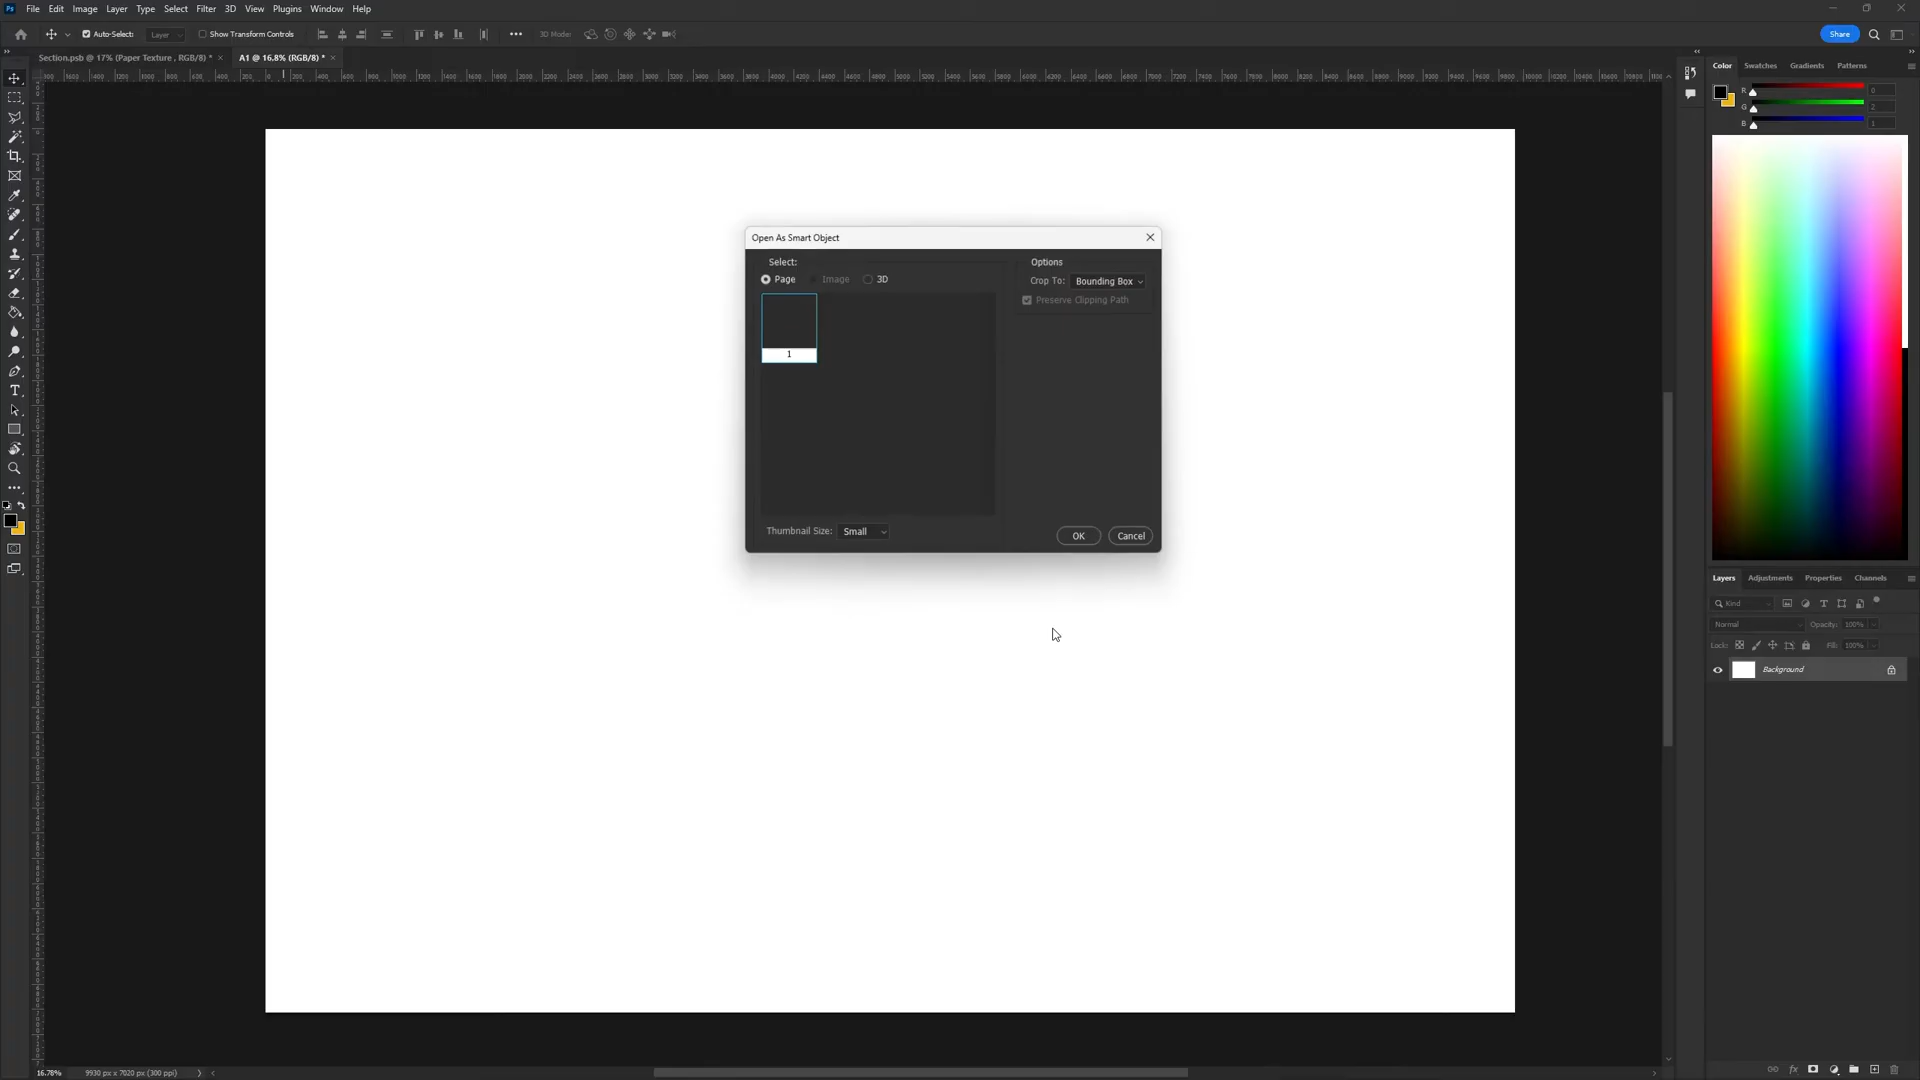 Ps File Edit Image Layer Type Select Filter 3D View Plugins Window Help
Auto-Select: Layer Show Transform Controls 3D Mode: Share
Section.psb @ 17% (Paper Texture , RGB/8) * × A1 @ 16.8% (RGB/8) * ×
Color Swatches Gradients Patterns
R 0
G 2
B 1
Open As Smart Object
Select:
Page Image 3D
1
Thumbnail Size: Small
Options
Crop To: Bounding Box
Preserve Clipping Path
OK Cancel
Layers Adjustments Properties Channels
Kind
Normal Opacity: 100%
Lock: Fill: 100%
Background
16.78% 9930 px x 7020 px (300 ppi)